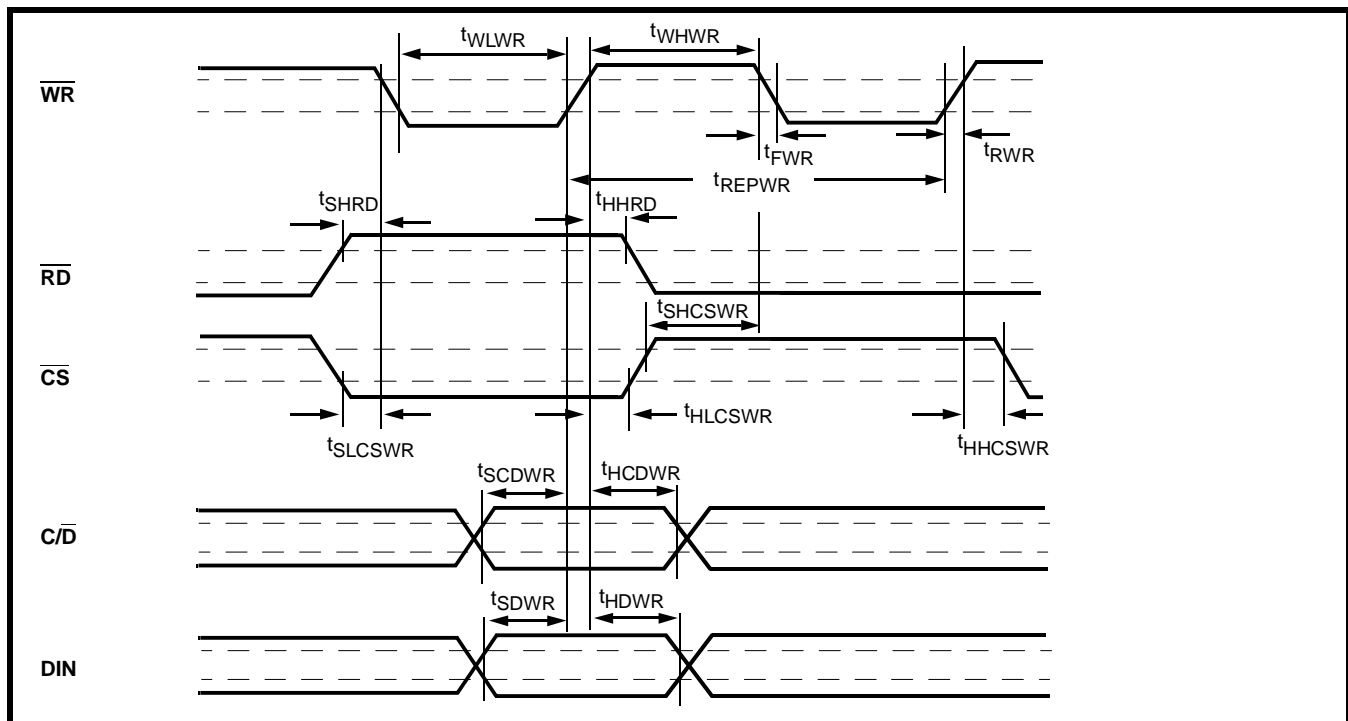 tWLWR tWHWR
WR
tFWR tRWR
tREPWR
tSHRD tHHRD
RD
tSHCSWR
CS
tSLCSWR tHLCSWR tHHCSWR
tSCDWR tHCDWR
C/D
tSDWR tHDWR
DIN